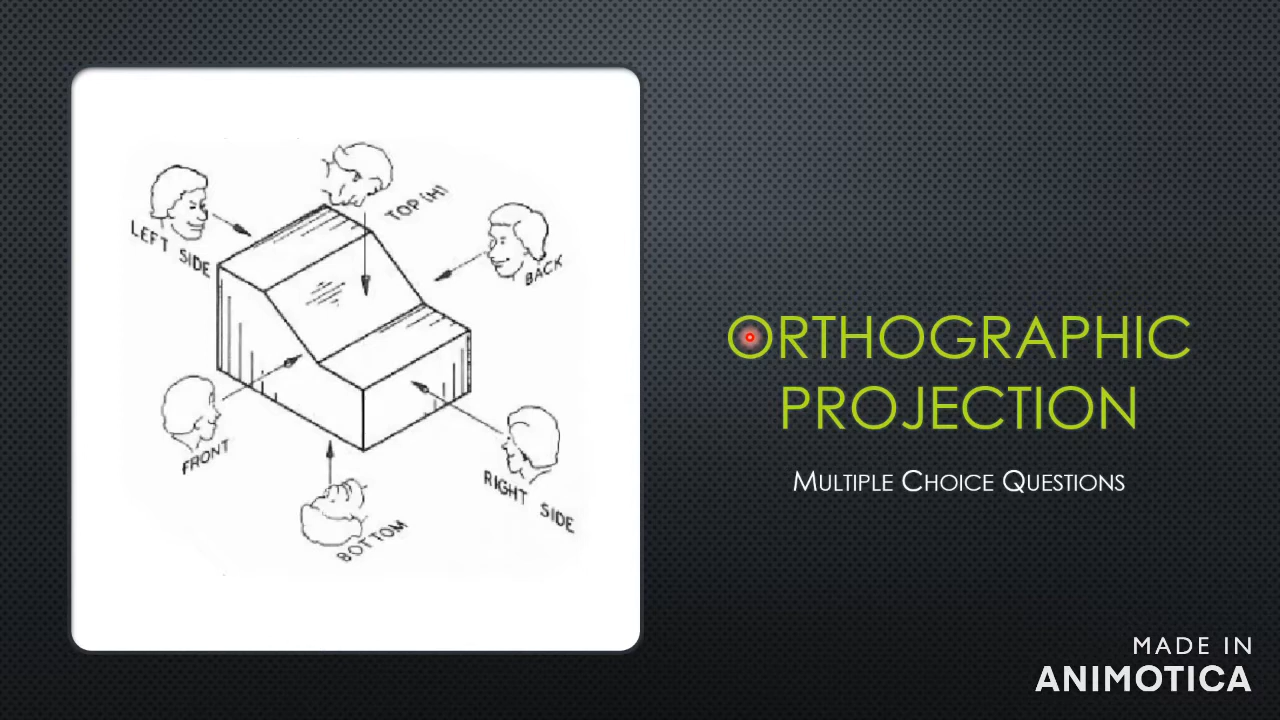 TOP (H)
LEFT SIDE
BACK
FRONT
RIGHT SIDE
BOTTOM
ORTHOGRAPHIC
PROJECTION
MULTIPLE CHOICE QUESTIONS
MADE IN
ANIMOTICA